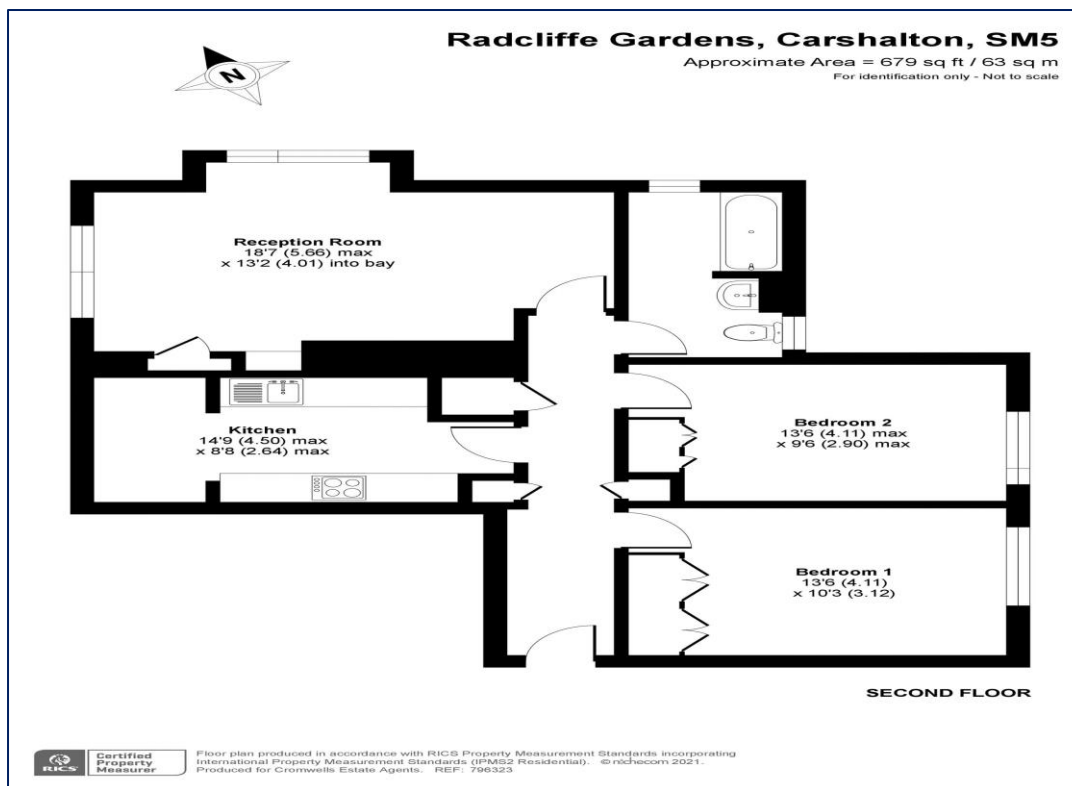 Radcliffe Gardens, Carshalton, SM5
Approximate Area = 679 sq ft / 63 sq m
For identification only - Not to scale
N
Reception Room
18'7 (5.66) max
x 13'2 (4.01) into bay
Kitchen
14'9 (4.50) max
x 8'8 (2.64) max
Bedroom 2
13'6 (4.11) max
x 9'6 (2.90) max
Bedroom 1
13'6 (4.11)
x 10'3 (3.12)
SECOND FLOOR
RICS
Certified
Property
Measurer
Floor plan produced in accordance with RICS Property Measurement Standards incorporating
International Property Measurement Standards (IPMS2 Residential). © nichecom 2021.
Produced for Cromwells Estate Agents. REF: 796323